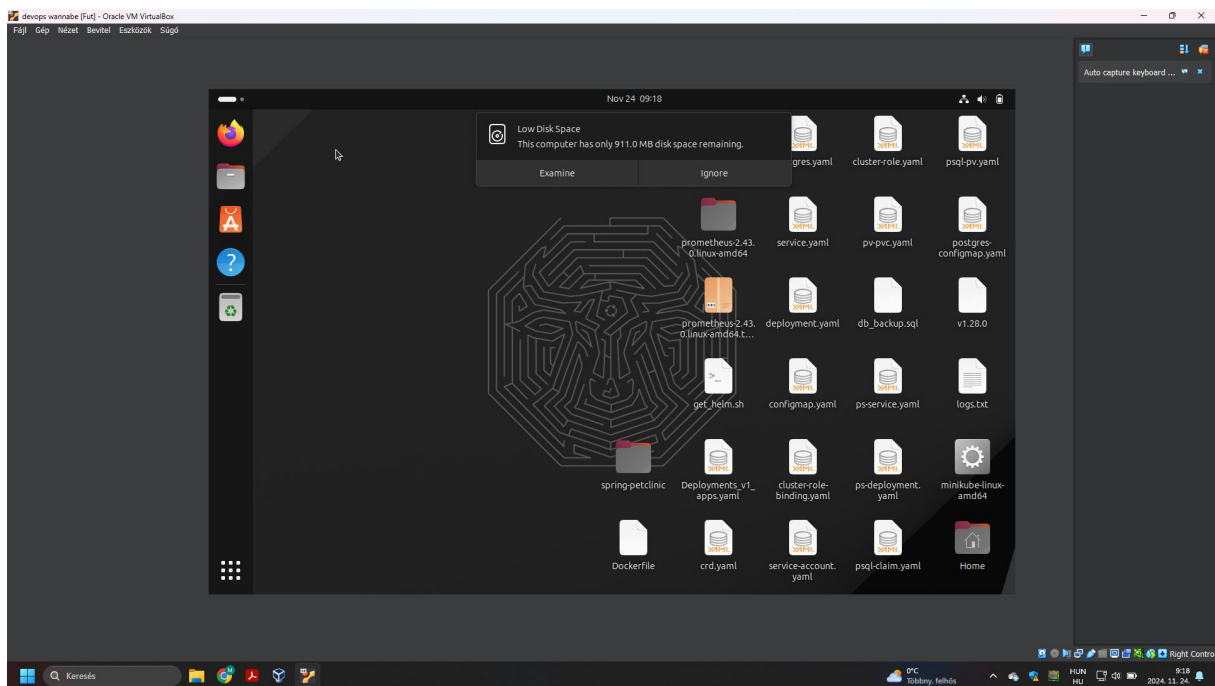 devops wannabe [Fut] - Oracle VM VirtualBox
Fájl Gép Nézet Bevitel Eszközök Súgó
Auto capture keyboard ...
Nov 24 09:18
Low Disk Space
This computer has only 911.0 MB disk space remaining.
Examine Ignore
gres.yaml
cluster-role.yaml
psql-pv.yaml
prometheus-2.43.
0.linux-amd64
service.yaml
pv-pvc.yaml
postgres-
configmap.yaml
prometheus-2.43.
0.linux-amd64.t...
deployment.yaml
db_backup.sql
v1.28.0
get_helm.sh
configmap.yaml
ps-service.yaml
logs.txt
spring-petclinic
Deployments_v1_
apps.yaml
cluster-role-
binding.yaml
ps-deployment.
yaml
minikube-linux-
amd64
Dockerfile
crd.yaml
service-account.
yaml
psql-claim.yaml
Home
Right Contro
Keresés
0°C
Többny. felhős
HUN
HU
9:18
2024. 11. 24.